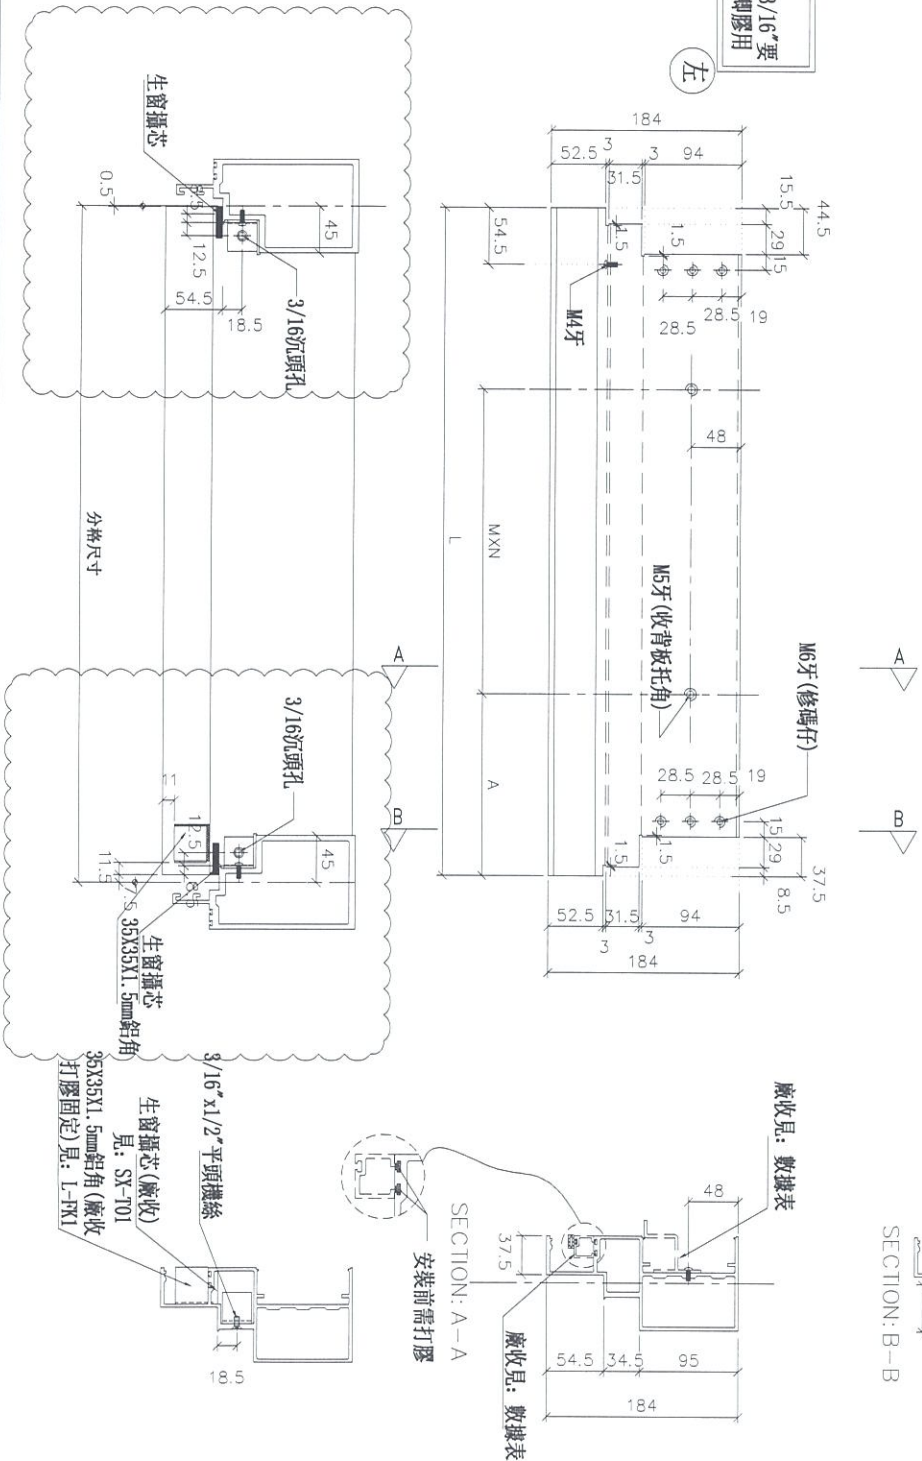 3/16"要
脚膠用
左
184
52.5
3
31.5
3
94
15.5
44.5
29
15
1.5
1.5
54.5
M4牙
28.5
28.5
19
48
MXN
L
A
M5牙(收背板托角)
M6牙(修碼仔)
28.5
28.5
19
15
29
37.5
8.5
1.5
1.5
52.5
31.5
94
3
3
184
A
B
A
B
生窗攝芯
0.5
12.5
54.5
18.5
45
3/16沉頭孔
分格尺寸
3/16沉頭孔
11
12.5
11.5
7.5
8.5
45
生窗攝芯
35X35X1.5mm鋁角
廠收見: 數據表
48
37.5
54.5
34.5
95
184
廠收見: 數據表
安裝前需打膠
SECTION: A-A
SECTION: B-B
3/16"x1/2"平頭機絲
生窗攝芯(廠收)
見: SX-T01
35X35X1.5mm鋁角(廠收
打膠固定)見: L-FK1
18.5